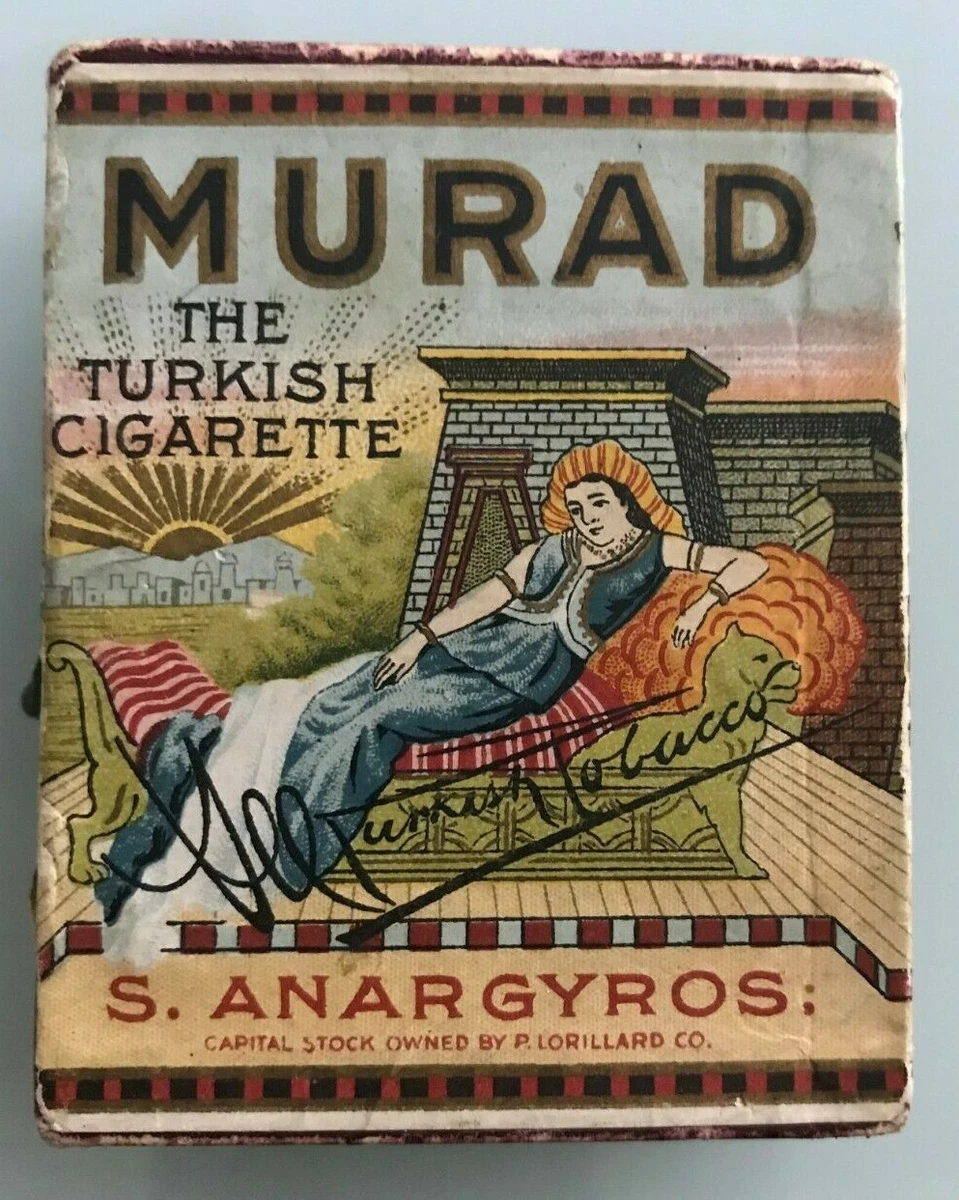 MURAD
THE
TURKISH
CIGARETTE
All Turkish Tobacco
S. ANARGYROS:
CAPITAL STOCK OWNED BY P. LORILLARD CO.